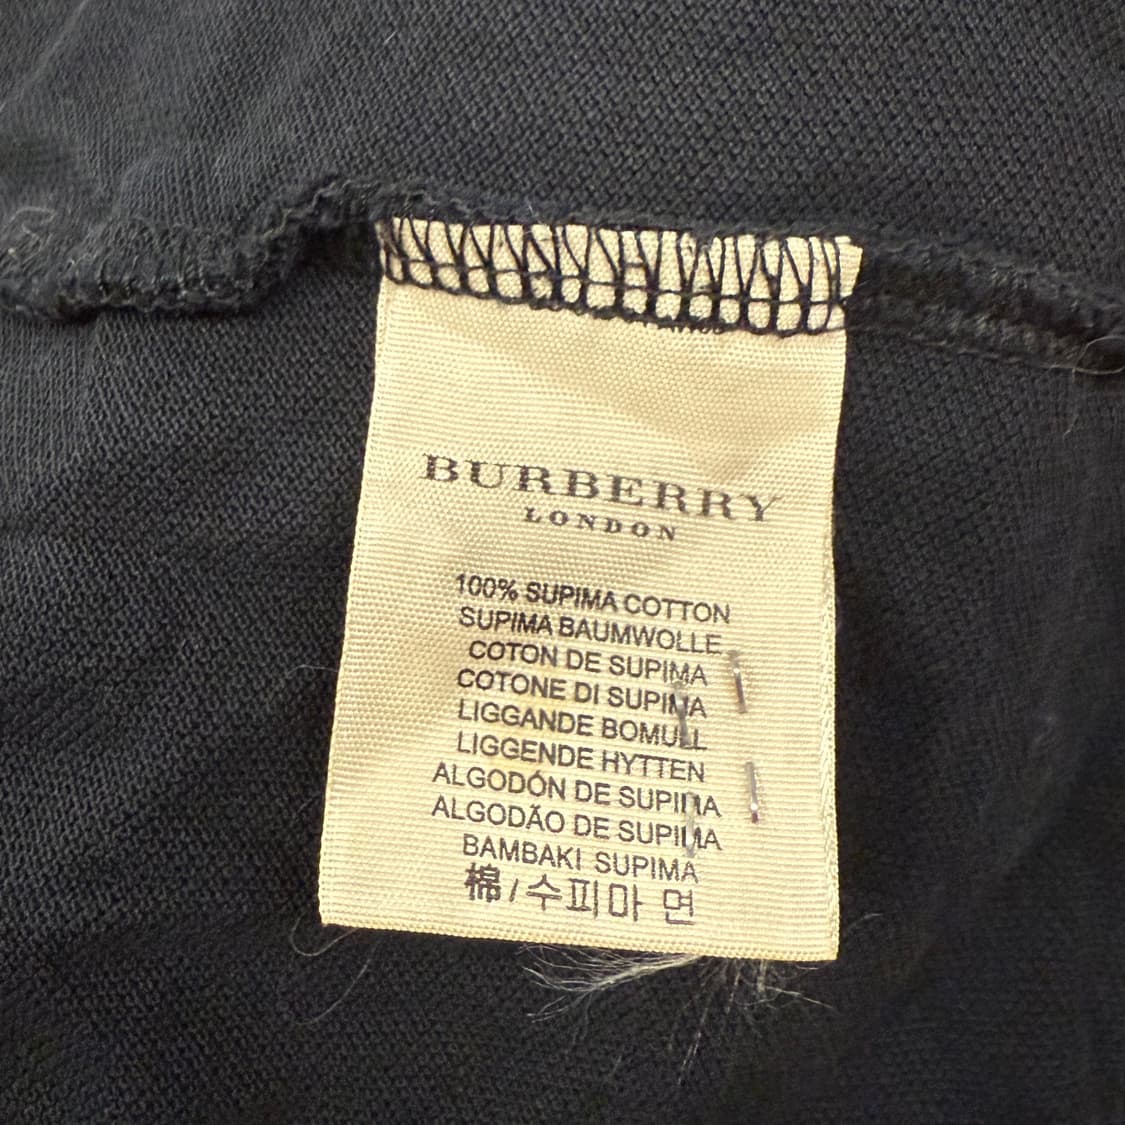 BURBERRY
LONDON
100% SUPIMA COTTON
SUPIMA BAUMWOLLE
COTON DE SUPIMA
COTONE DI SUPIMA
LIGGANDE BOMULL
LIGGENDE HYTTEN
ALGODÓN DE SUPIMA
ALGODÃO DE SUPIMA
BAMBAKI SUPIMA
棉 / 수피마 면